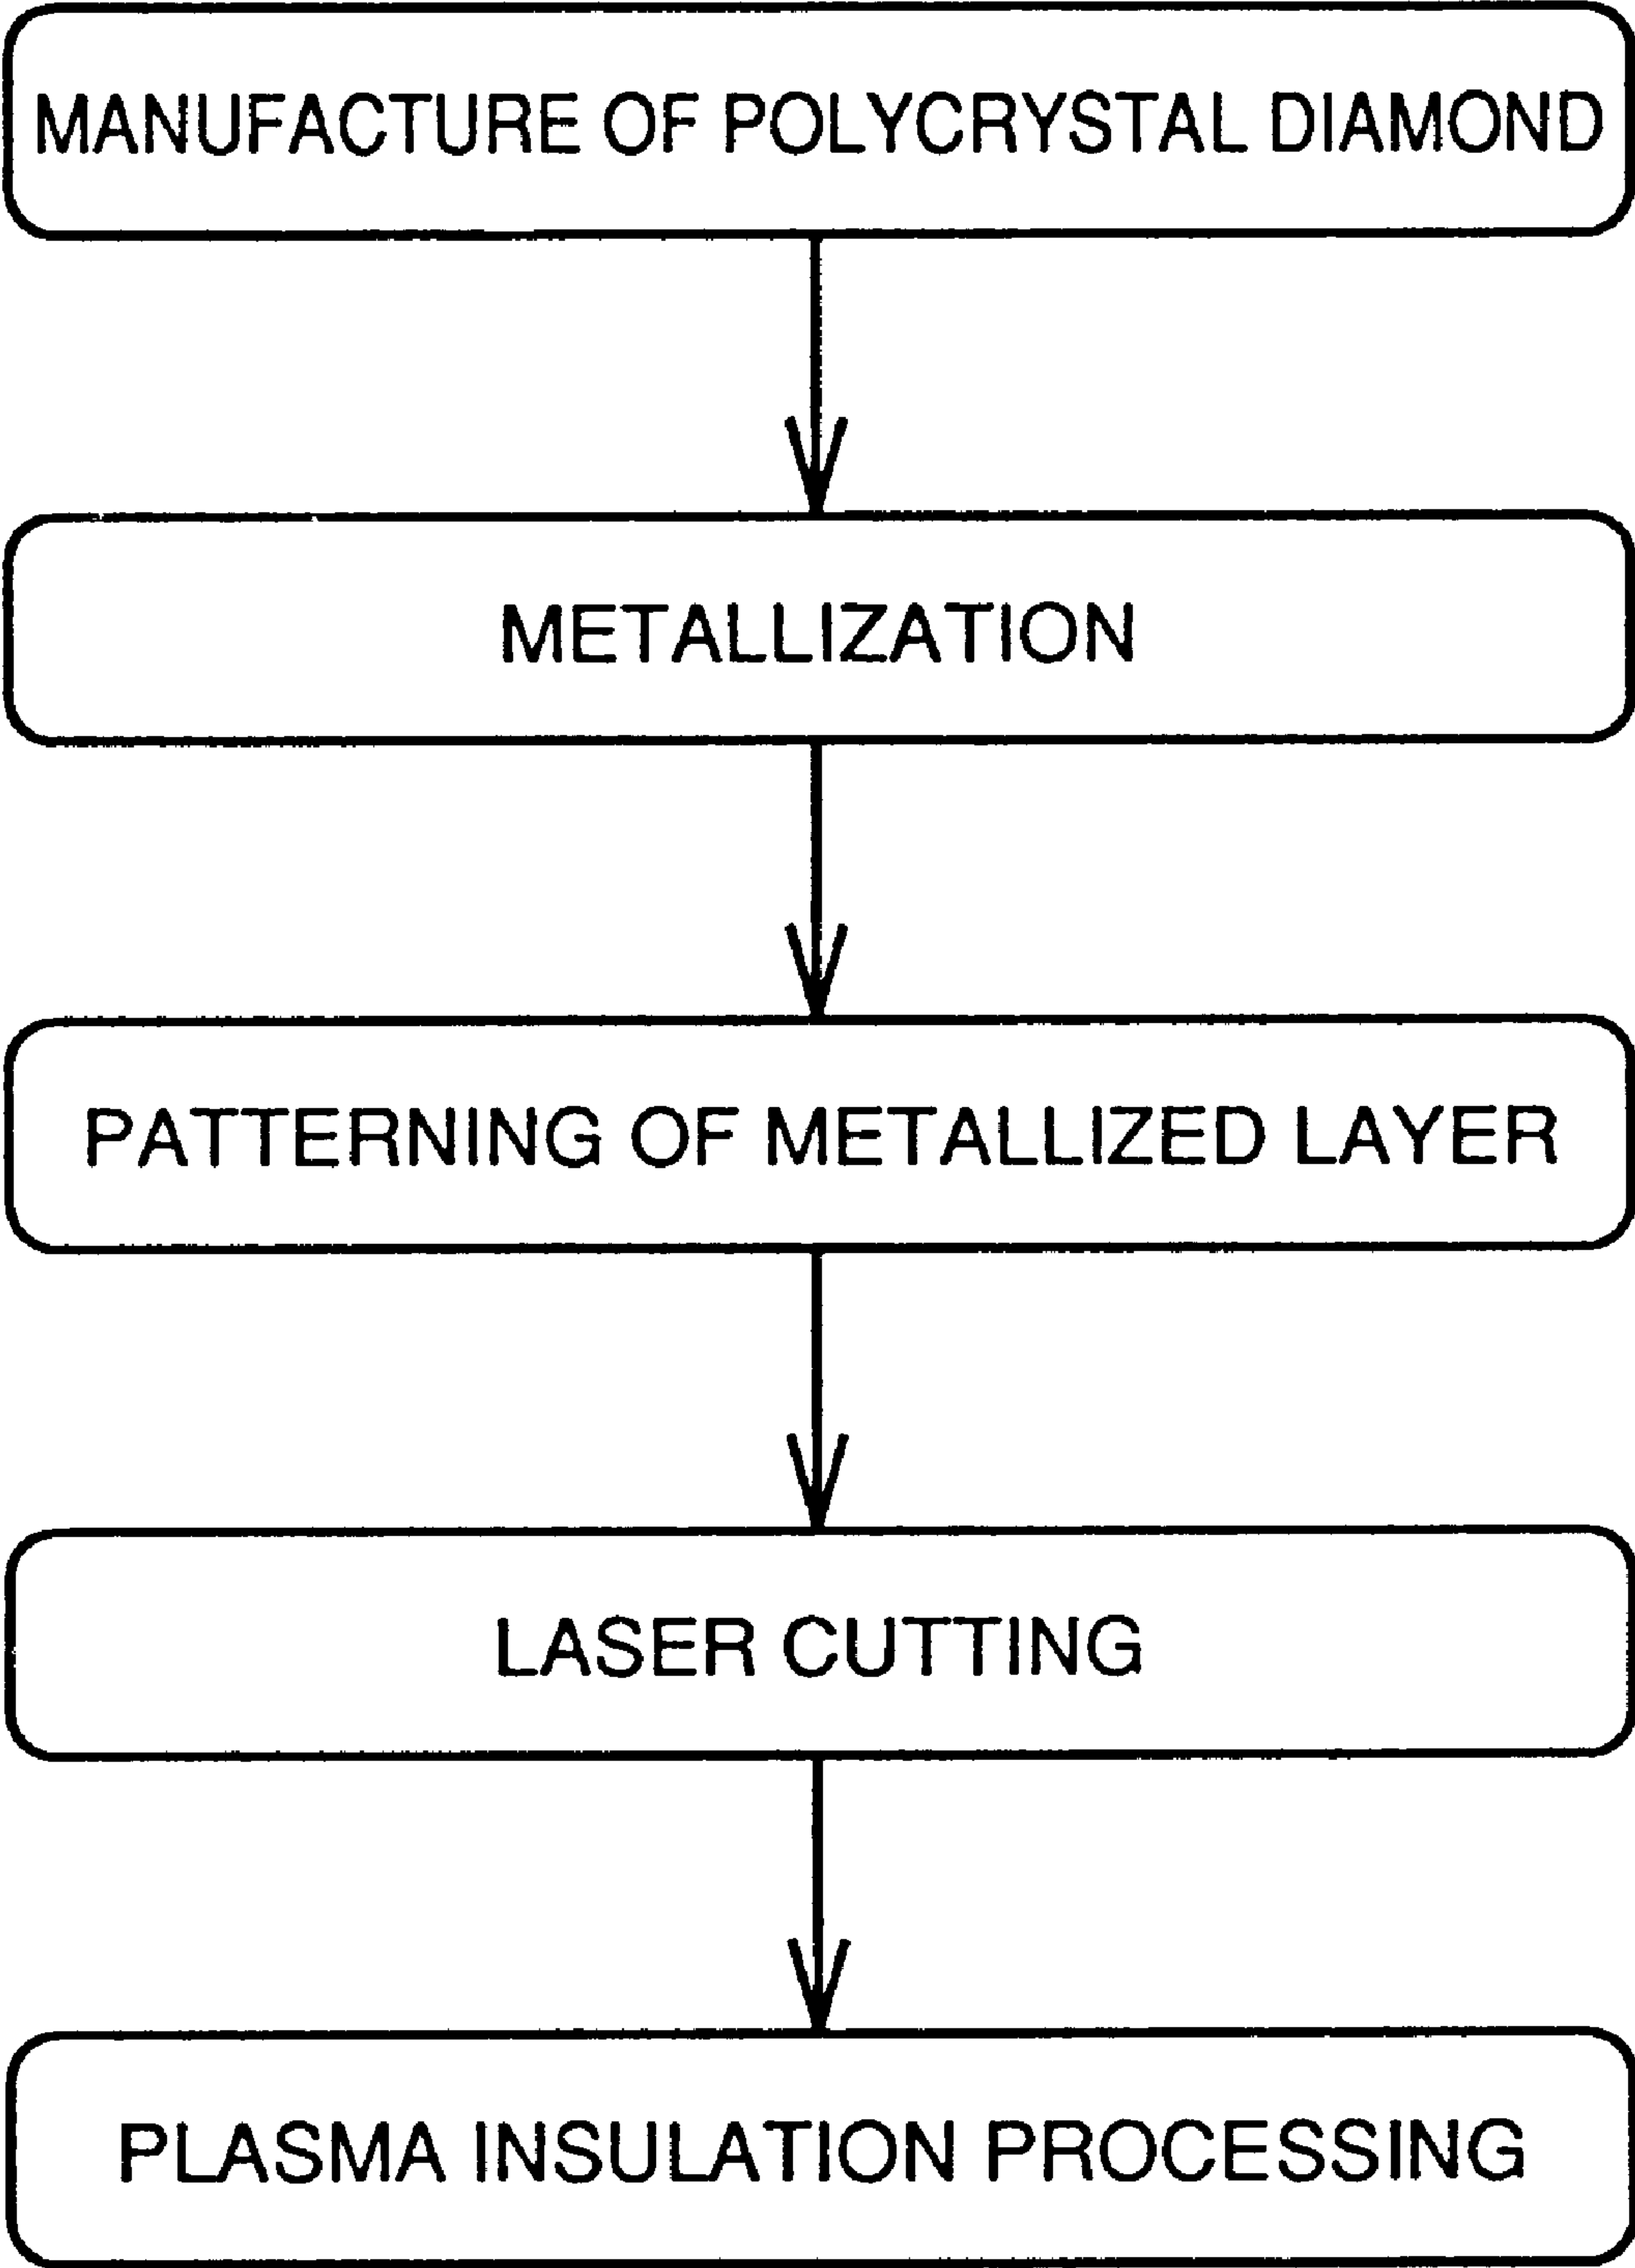 MANUFACTURE OF POLYCRYSTAL DIAMOND
METALLIZATION
PATTERNING OF METALLIZED LAYER
LASER CUTTING
PLASMA INSULATION PROCESSING